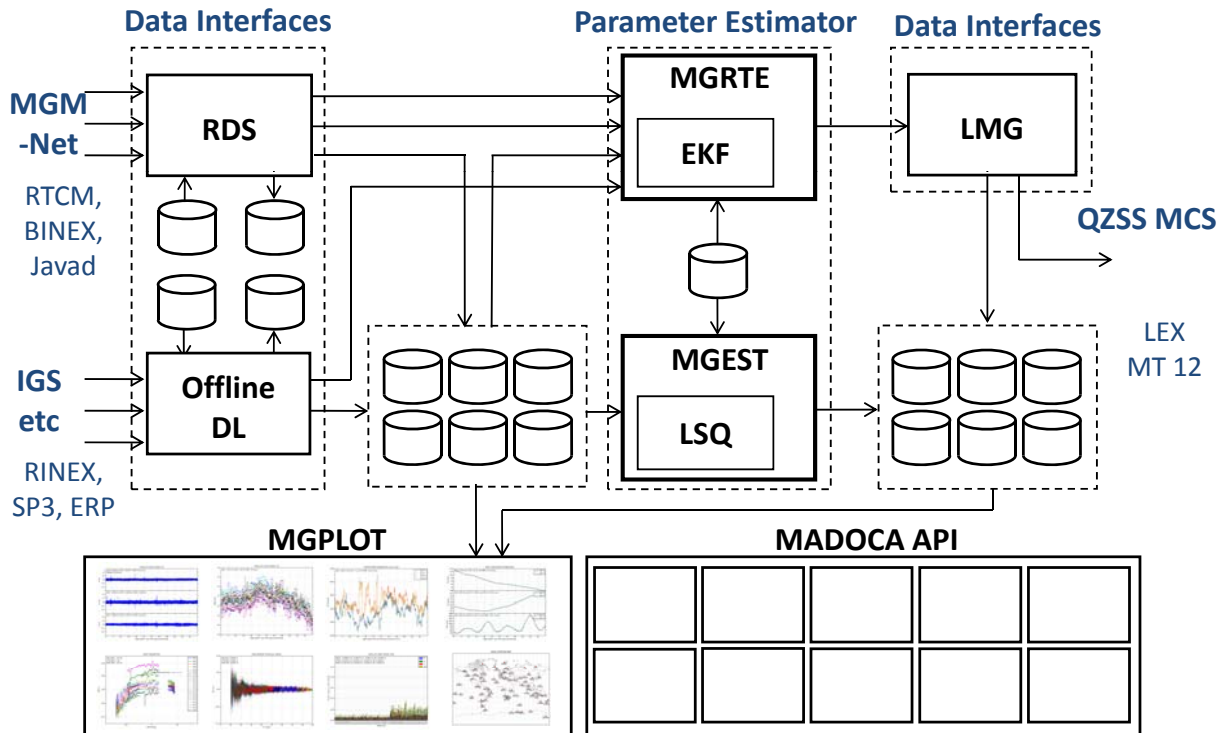 Data Interfaces
Parameter Estimator
Data Interfaces
MGM
-Net
RTCM,
BINEX,
Javad
RDS
MGRTE
EKF
LMG
QZSS MCS
LEX
MT 12
IGS
etc
RINEX,
SP3, ERP
Offline
DL
MGEST
LSQ
MGPLOT
MADOCA API